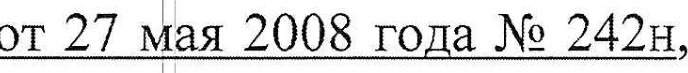 от 27 мая 2008 года № 242н,